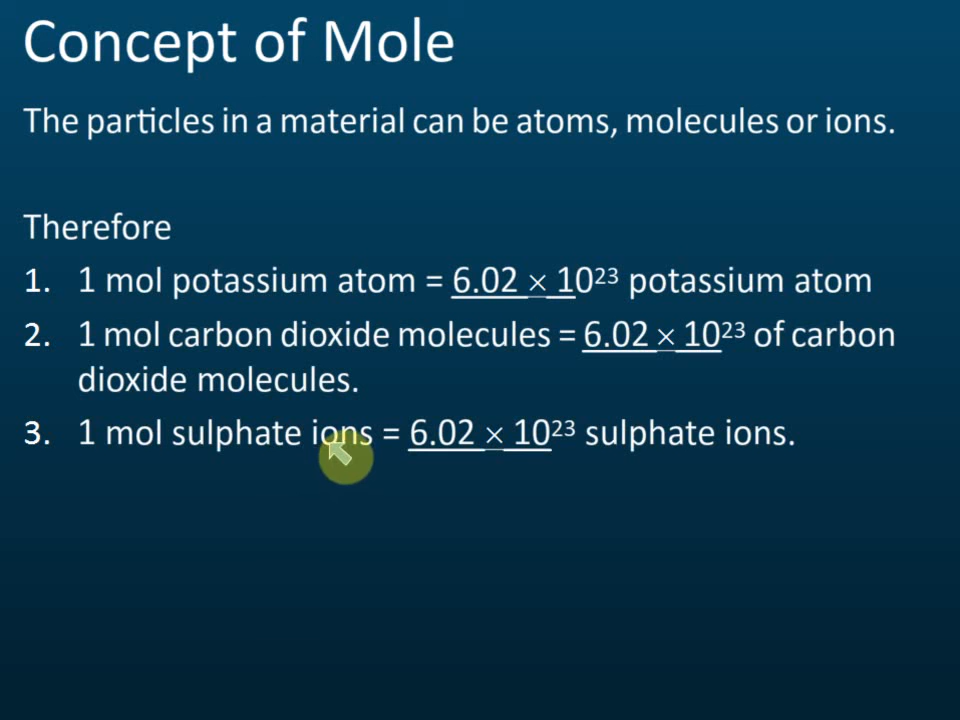 Concept of Mole
The particles in a material can be atoms, molecules or ions.
Therefore
1. 1 mol potassium atom = 6.02 × 10²³ potassium atom
2. 1 mol carbon dioxide molecules = 6.02 × 10²³ of carbon
dioxide molecules.
3. 1 mol sulphate ions = 6.02 × 10²³ sulphate ions.